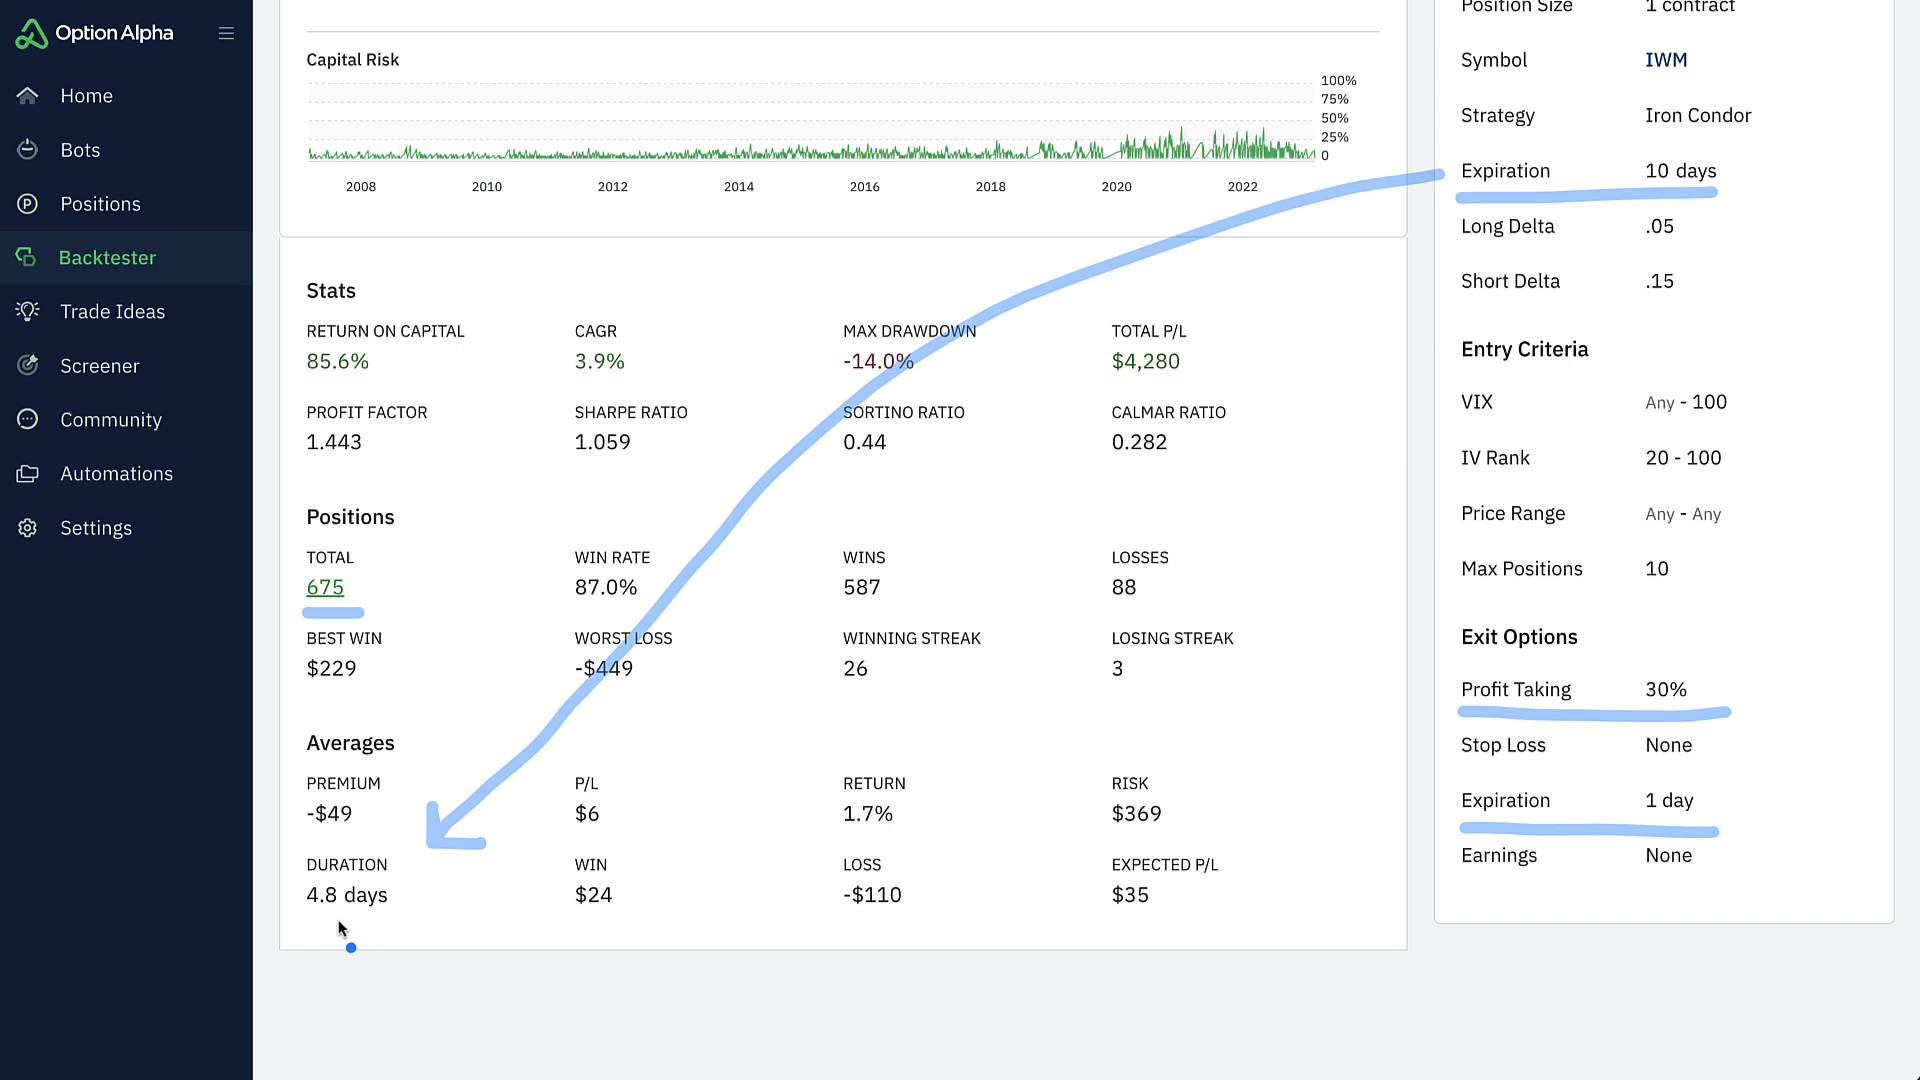 Option Alpha
Home
Bots
Positions
Backtester
Trade Ideas
Screener
Community
Automations
Settings
Capital Risk
100%
75%
50%
25%
0
2008 2010 2012 2014 2016 2018 2020 2022
Stats
RETURN ON CAPITAL CAGR MAX DRAWDOWN TOTAL P/L
85.6% 3.9% -14.0% $4,280
PROFIT FACTOR SHARPE RATIO SORTINO RATIO CALMAR RATIO
1.443 1.059 0.44 0.282
Positions
TOTAL WIN RATE WINS LOSSES
675 87.0% 587 88
BEST WIN WORST LOSS WINNING STREAK LOSING STREAK
$229 -$449 26 3
Averages
PREMIUM P/L RETURN RISK
-$49 $6 1.7% $369
DURATION WIN LOSS EXPECTED P/L
4.8 days $24 -$110 $35
Position Size 1 contract
Symbol IWM
Strategy Iron Condor
Expiration 10 days
Long Delta .05
Short Delta .15
Entry Criteria
VIX Any - 100
IV Rank 20 - 100
Price Range Any - Any
Max Positions 10
Exit Options
Profit Taking 30%
Stop Loss None
Expiration 1 day
Earnings None